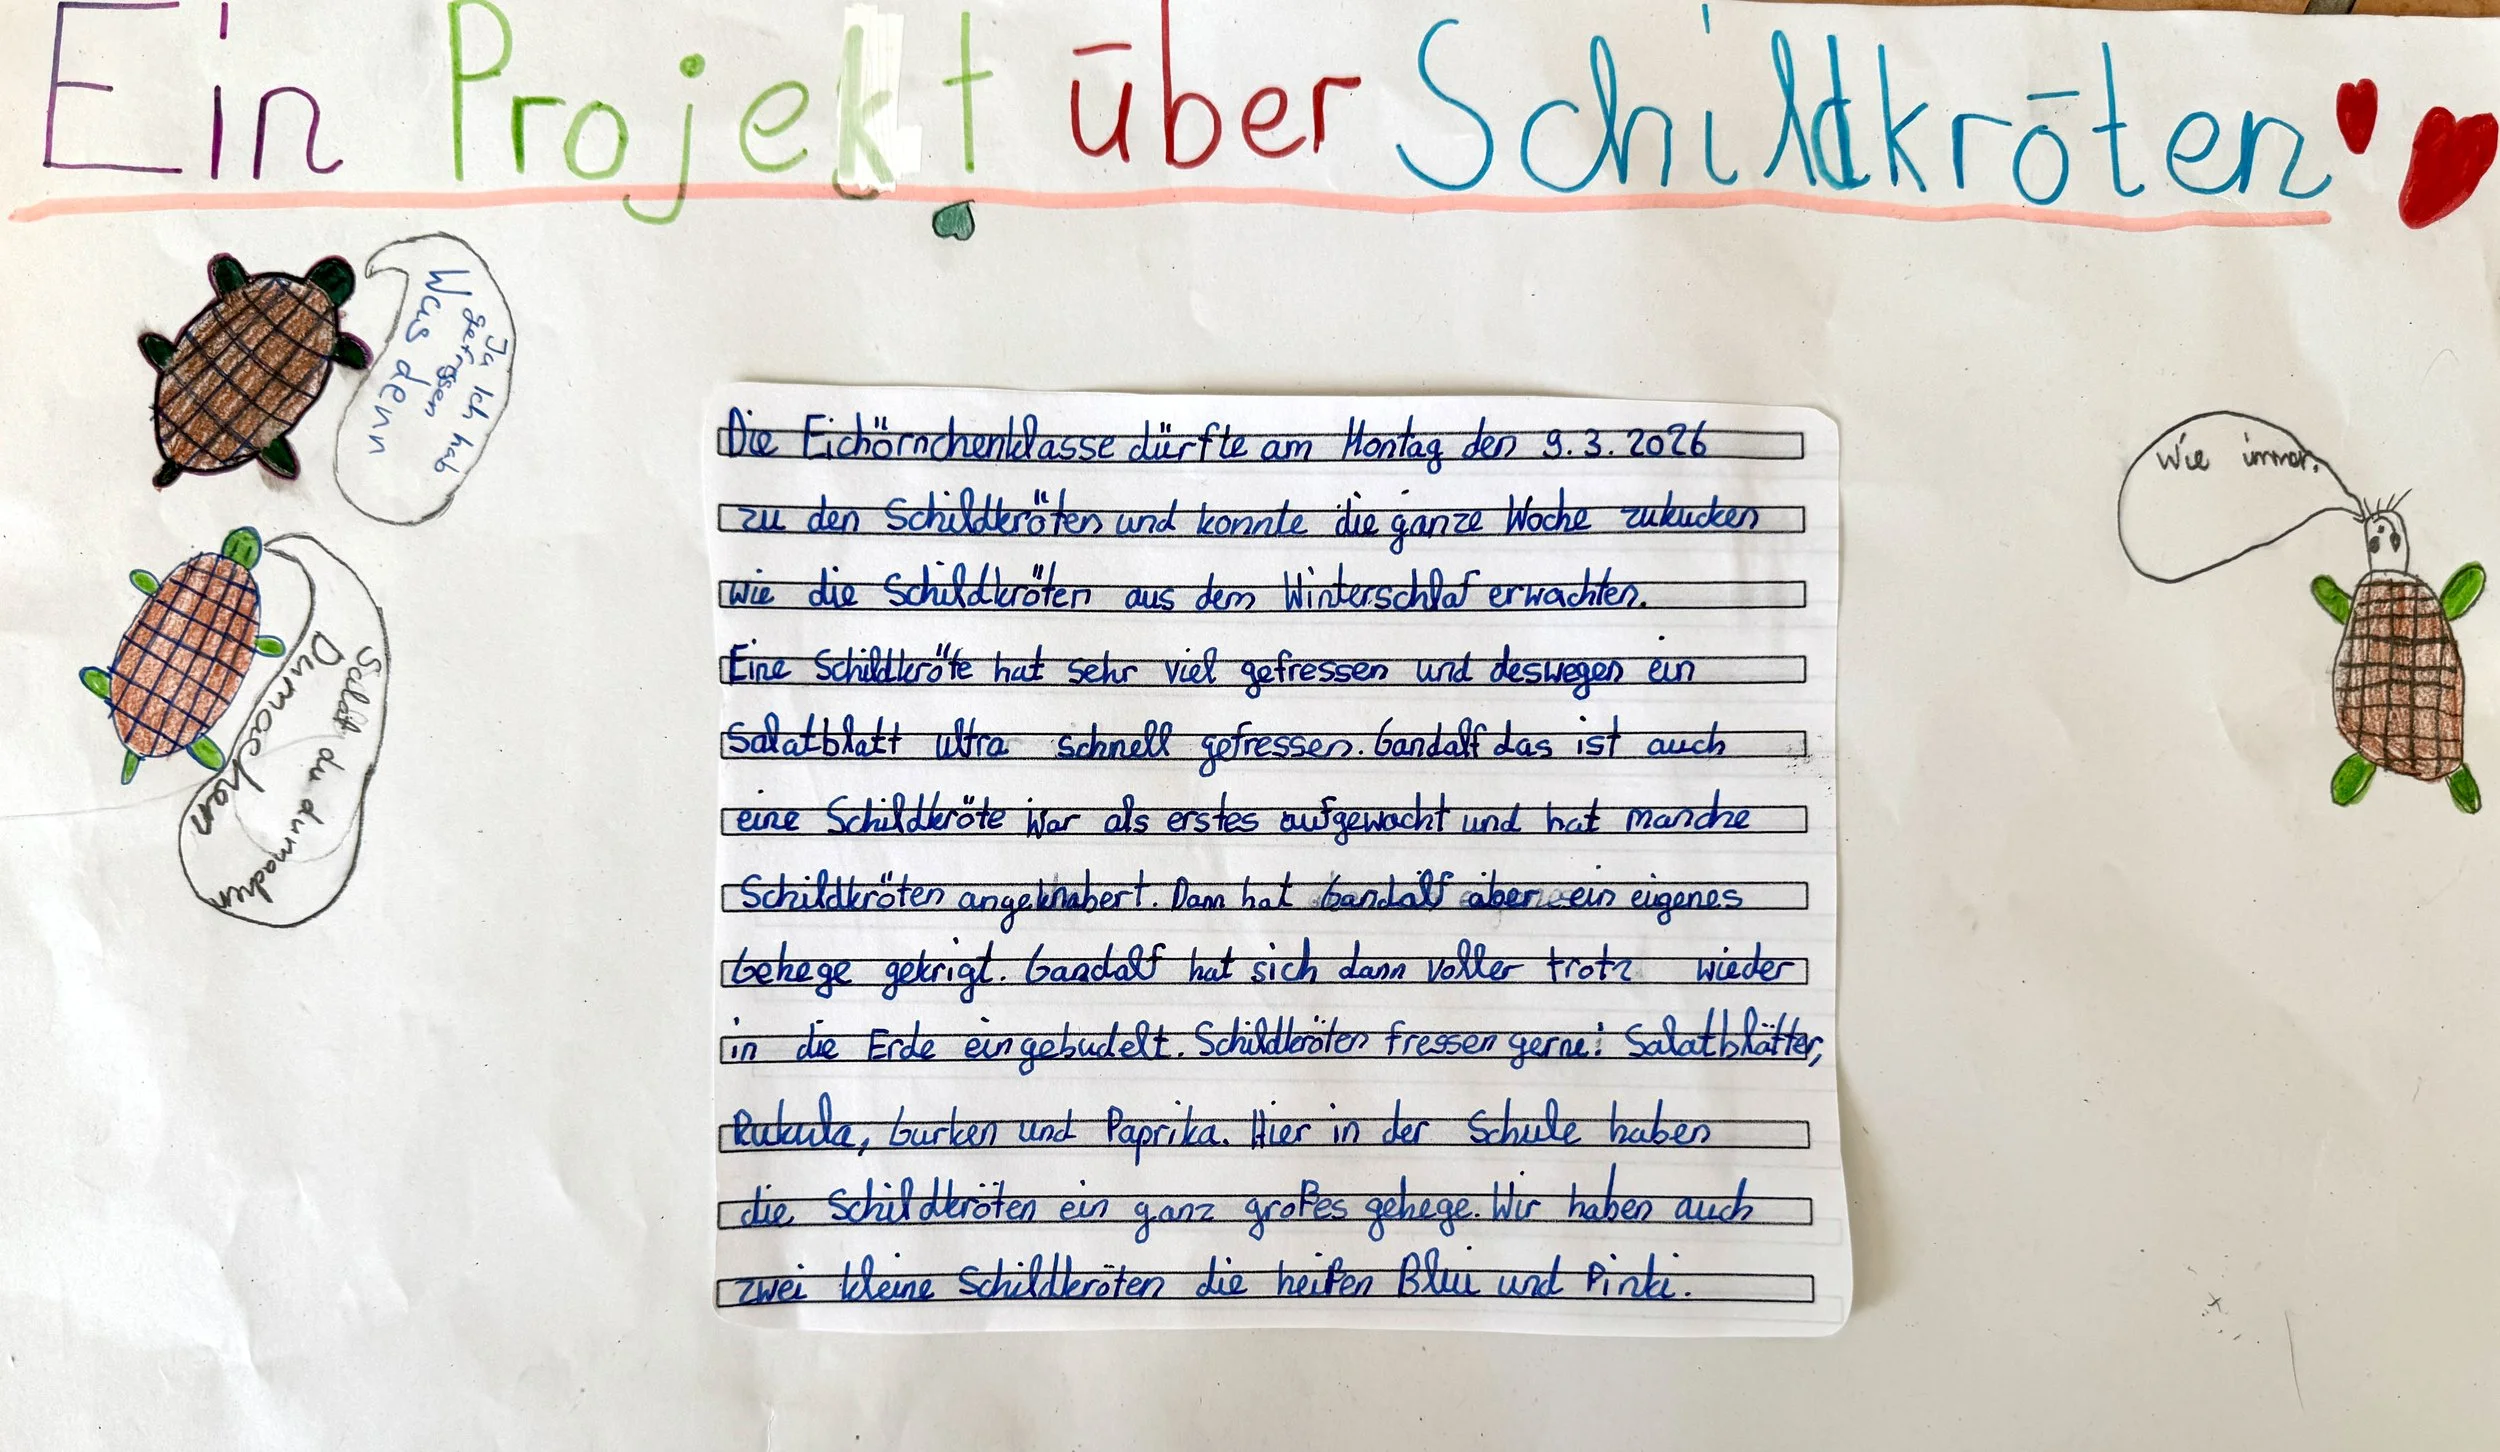 Ein Projekt über Schildkröten
Ja Ich hab
gefressen
Was denn
Selat du dumachen
Dumachen
Wie immer.
Die Eichörnchenklasse dürfte am Montag den 9.3.2026
zu den Schildkröten und konnte die ganze Woche zukucken
wie die Schildkröten aus dem Winterschlaf erwachten.
Eine Schildkröte hat sehr viel gefressen und deswegen ein
Salatblatt ultra schnell gefressen. Gandalf das ist auch
eine Schildkröte war als erstes aufgewacht und hat manche
Schildkröten angeknabert. Dann hat Gandalf aber ein eigenes
Gehege gekrigt. Gandalf hat sich dann voller trotz wieder
in die Erde eingebudelt. Schildkröten fressen gerne: Salatblätter,
Rukula, Gurken und Paprika. Hier in der Schule haben
die Schildkröten ein ganz großes gehege. Wir haben auch
zwei kleine Schildkröten die heißen Blui und Pinki.